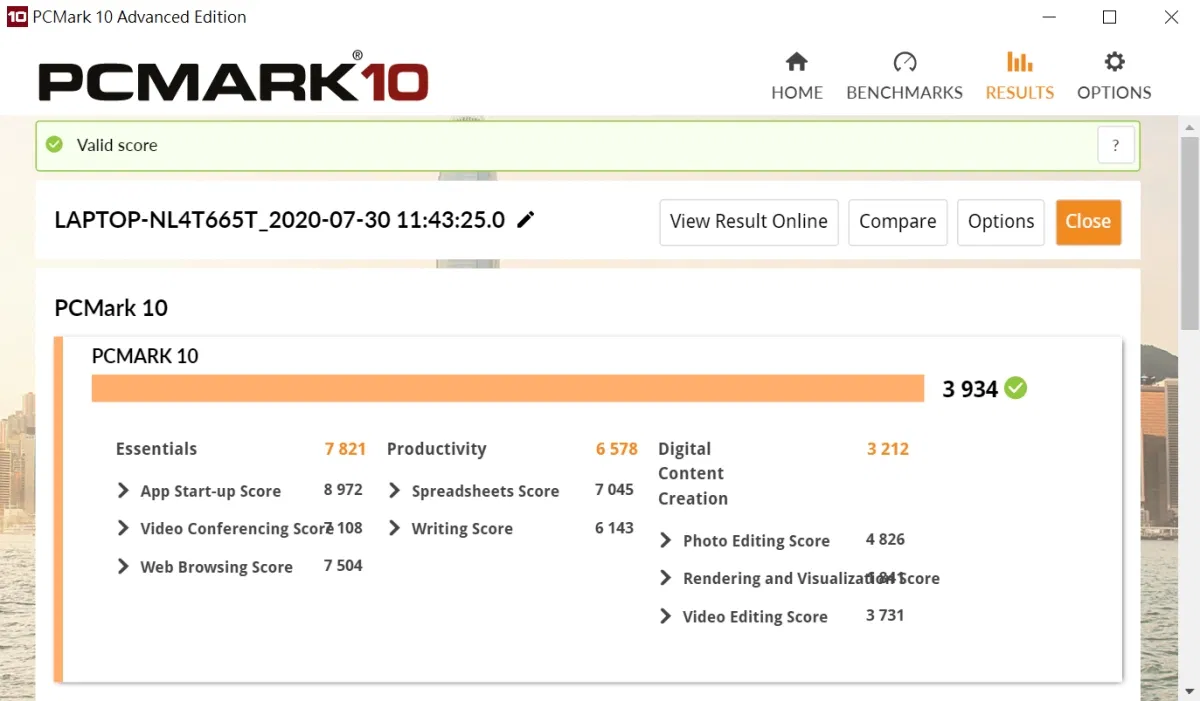 10 PCMark 10 Advanced Edition
PCMARK®10
HOME BENCHMARKS RESULTS OPTIONS
Valid score ?
LAPTOP-NL4T665T_2020-07-30 11:43:25.0 View Result Online Compare Options Close
PCMark 10
PCMARK 10
3 934
Essentials 7 821
App Start-up Score 8 972
Video Conferencing Score 7 108
Web Browsing Score 7 504
Productivity 6 578
Spreadsheets Score 7 045
Writing Score 6 143
Digital 3 212
Content
Creation
Photo Editing Score 4 826
Rendering and Visualization Score 1 841
Video Editing Score 3 731